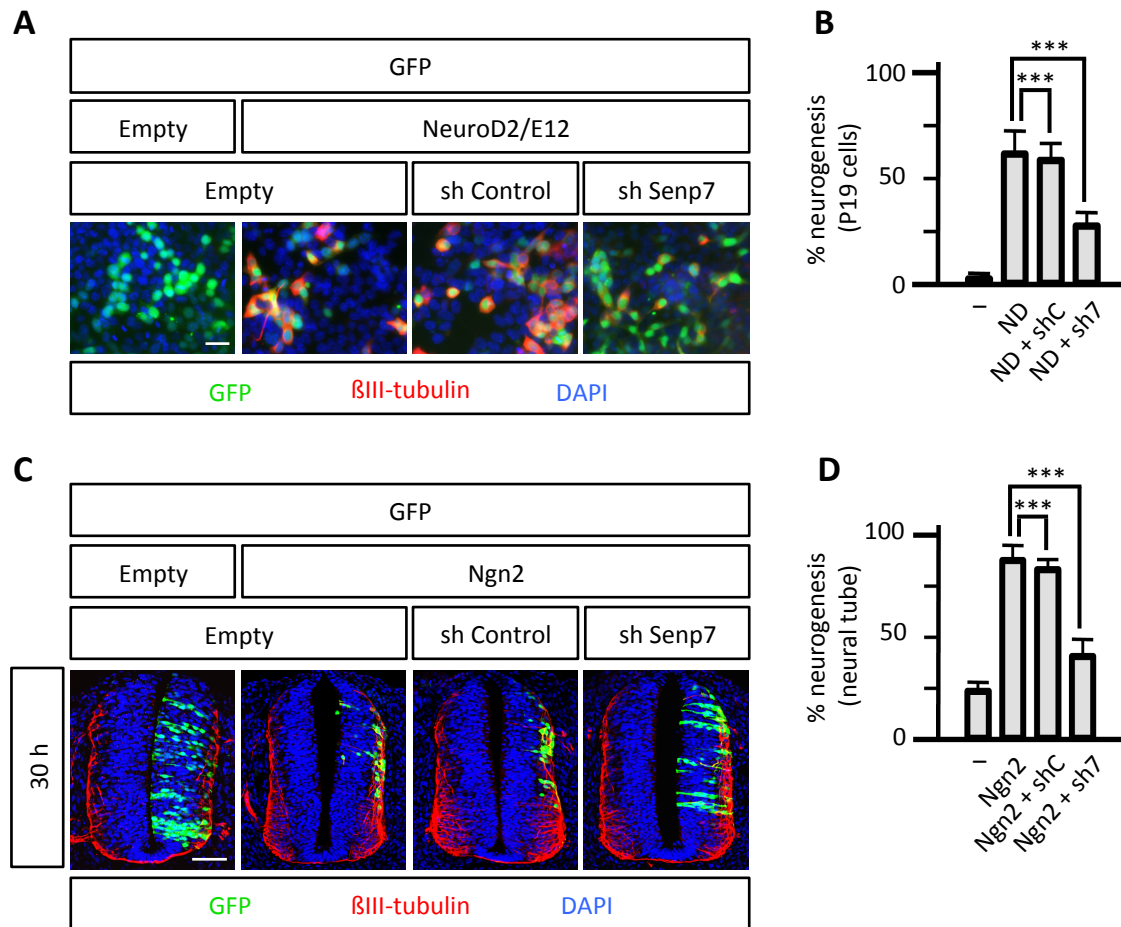 A
GFP
Empty NeuroD2/E12
Empty sh Control sh Senp7
GFP ßIII-tubulin DAPI
B
% neurogenesis
(P19 cells)
100
50
0
***
***
–
ND
ND + shC
ND + sh7
C
GFP
Empty Ngn2
Empty sh Control sh Senp7
30 h
GFP ßIII-tubulin DAPI
D
% neurogenesis
(neural tube)
100
50
0
***
***
–
Ngn2
Ngn2 + shC
Ngn2 + sh7